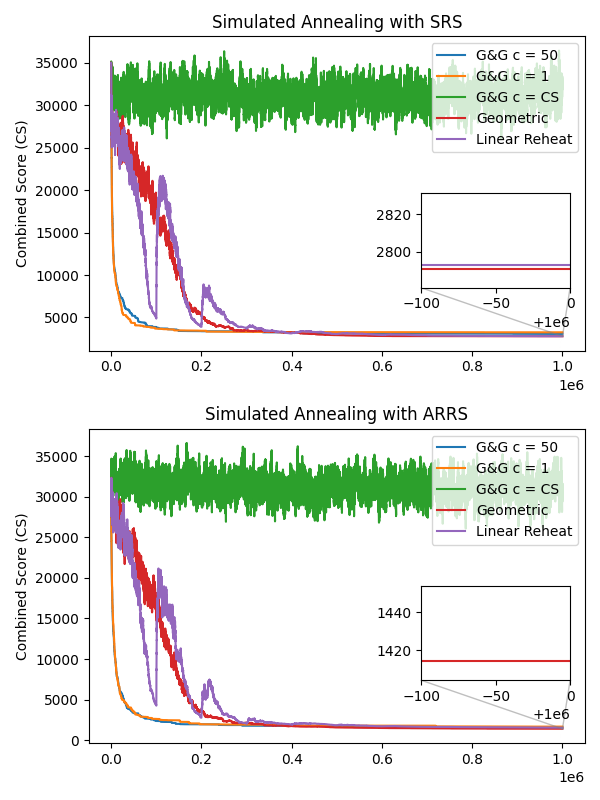 Simulated Annealing with SRS
Combined Score (CS)
35000
30000
25000
20000
15000
10000
5000
G&G c = 50
G&G c = 1
G&G c = CS
Geometric
Linear Reheat
2820
2800
−100
−50
0
+1e6
0.0
0.2
0.4
0.6
0.8
1.0
1e6
Simulated Annealing with ARRS
Combined Score (CS)
35000
30000
25000
20000
15000
10000
5000
0
G&G c = 50
G&G c = 1
G&G c = CS
Geometric
Linear Reheat
1440
1420
−100
−50
0
+1e6
0.0
0.2
0.4
0.6
0.8
1.0
1e6